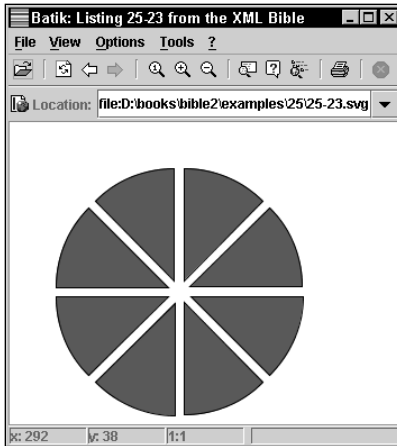 Batik: Listing 25-23 from the XML Bible
File View Options Tools ?
Location: file:D:\books\bible2\examples\25\25-23.svg
x: 292 y: 38 1:1